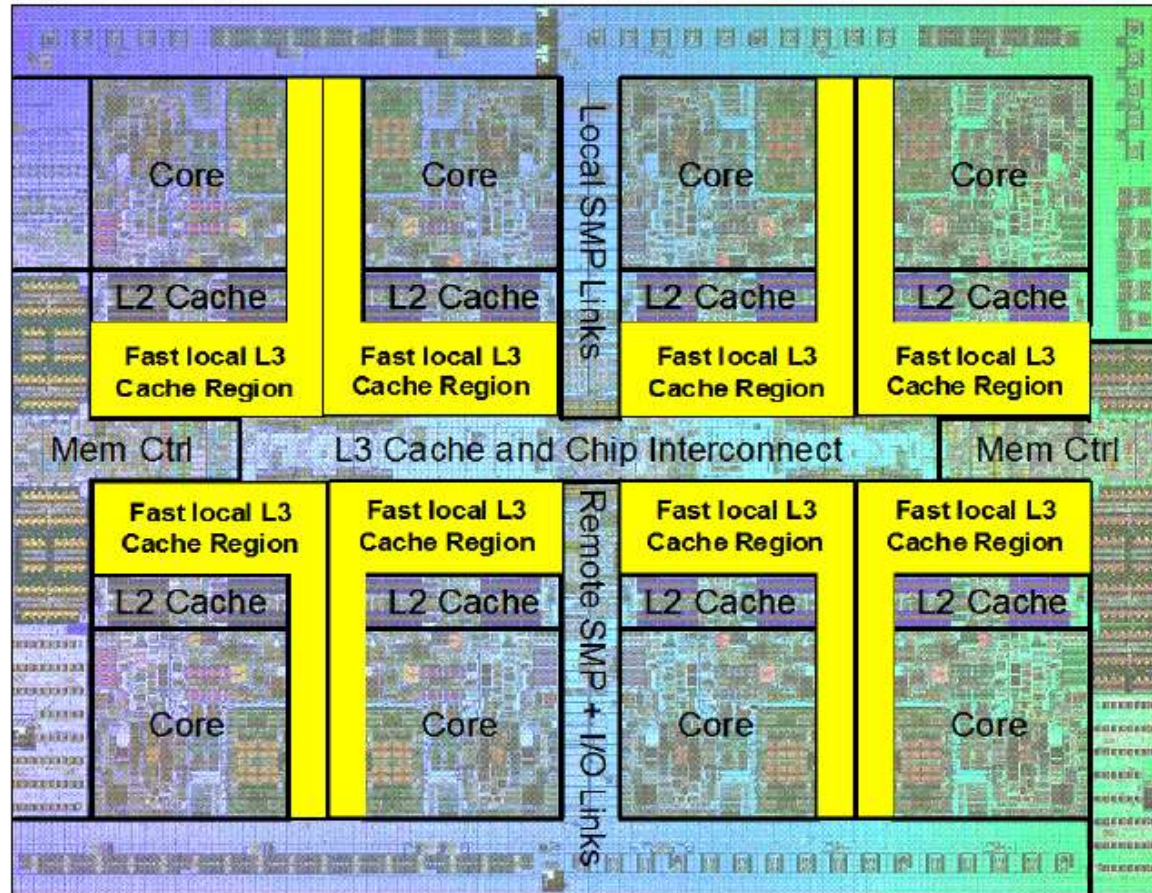 Core
Core
Core
Core
Local SMP Links
L2 Cache
L2 Cache
L2 Cache
L2 Cache
Fast local L3
Cache Region
Fast local L3
Cache Region
Fast local L3
Cache Region
Fast local L3
Cache Region
Mem Ctrl
L3 Cache and Chip Interconnect
Mem Ctrl
Fast local L3
Cache Region
Fast local L3
Cache Region
Fast local L3
Cache Region
Fast local L3
Cache Region
Remote SMP + I/O Links
L2 Cache
L2 Cache
L2 Cache
L2 Cache
Core
Core
Core
Core